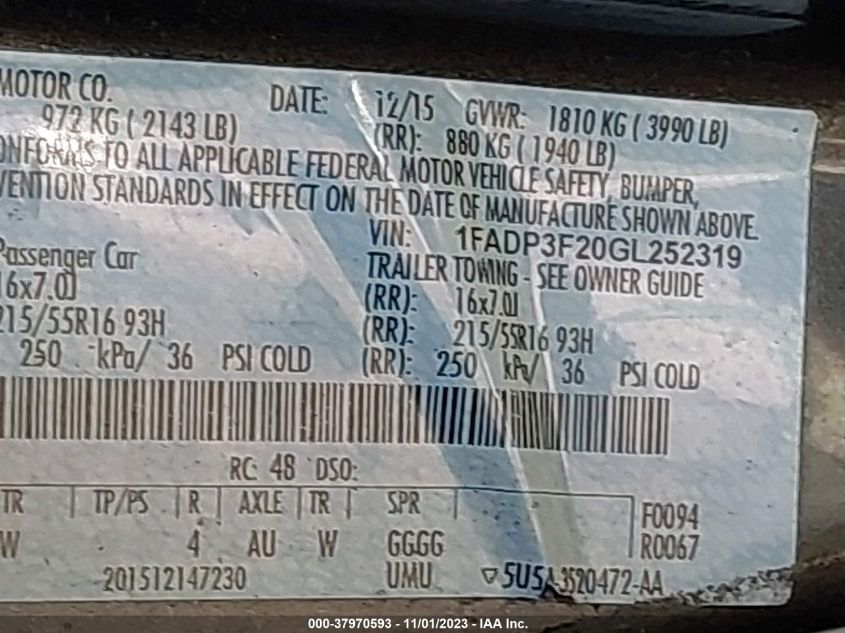 MOTOR CO. DATE: 12/15 GVWR: 1810 KG ( 3990 LB)
972 KG ( 2143 LB) (RR): 880 KG ( 1940 LB)
ONFORMS TO ALL APPLICABLE FEDERAL MOTOR VEHICLE SAFETY, BUMPER,
VENTION STANDARDS IN EFFECT ON THE DATE OF MANUFACTURE SHOWN ABOVE.
VIN: 1FADP3F20GL252319
Passenger Car TRAILER TOWING - SEE OWNER GUIDE
16x7.0J (RR): 16x7.0J
215/55R16 93H (RR): 215/55R16 93H
250 kPa/ 36 PSI COLD (RR): 250 kPa/ 36 PSI COLD
RC: 48 DSO:
TR TP/PS R AXLE TR SPR F0094
W 4 AU W GGGG R0067
201512147230 UMU 5U5A-3520472-AA
000-37970593 - 11/01/2023 - IAA Inc.